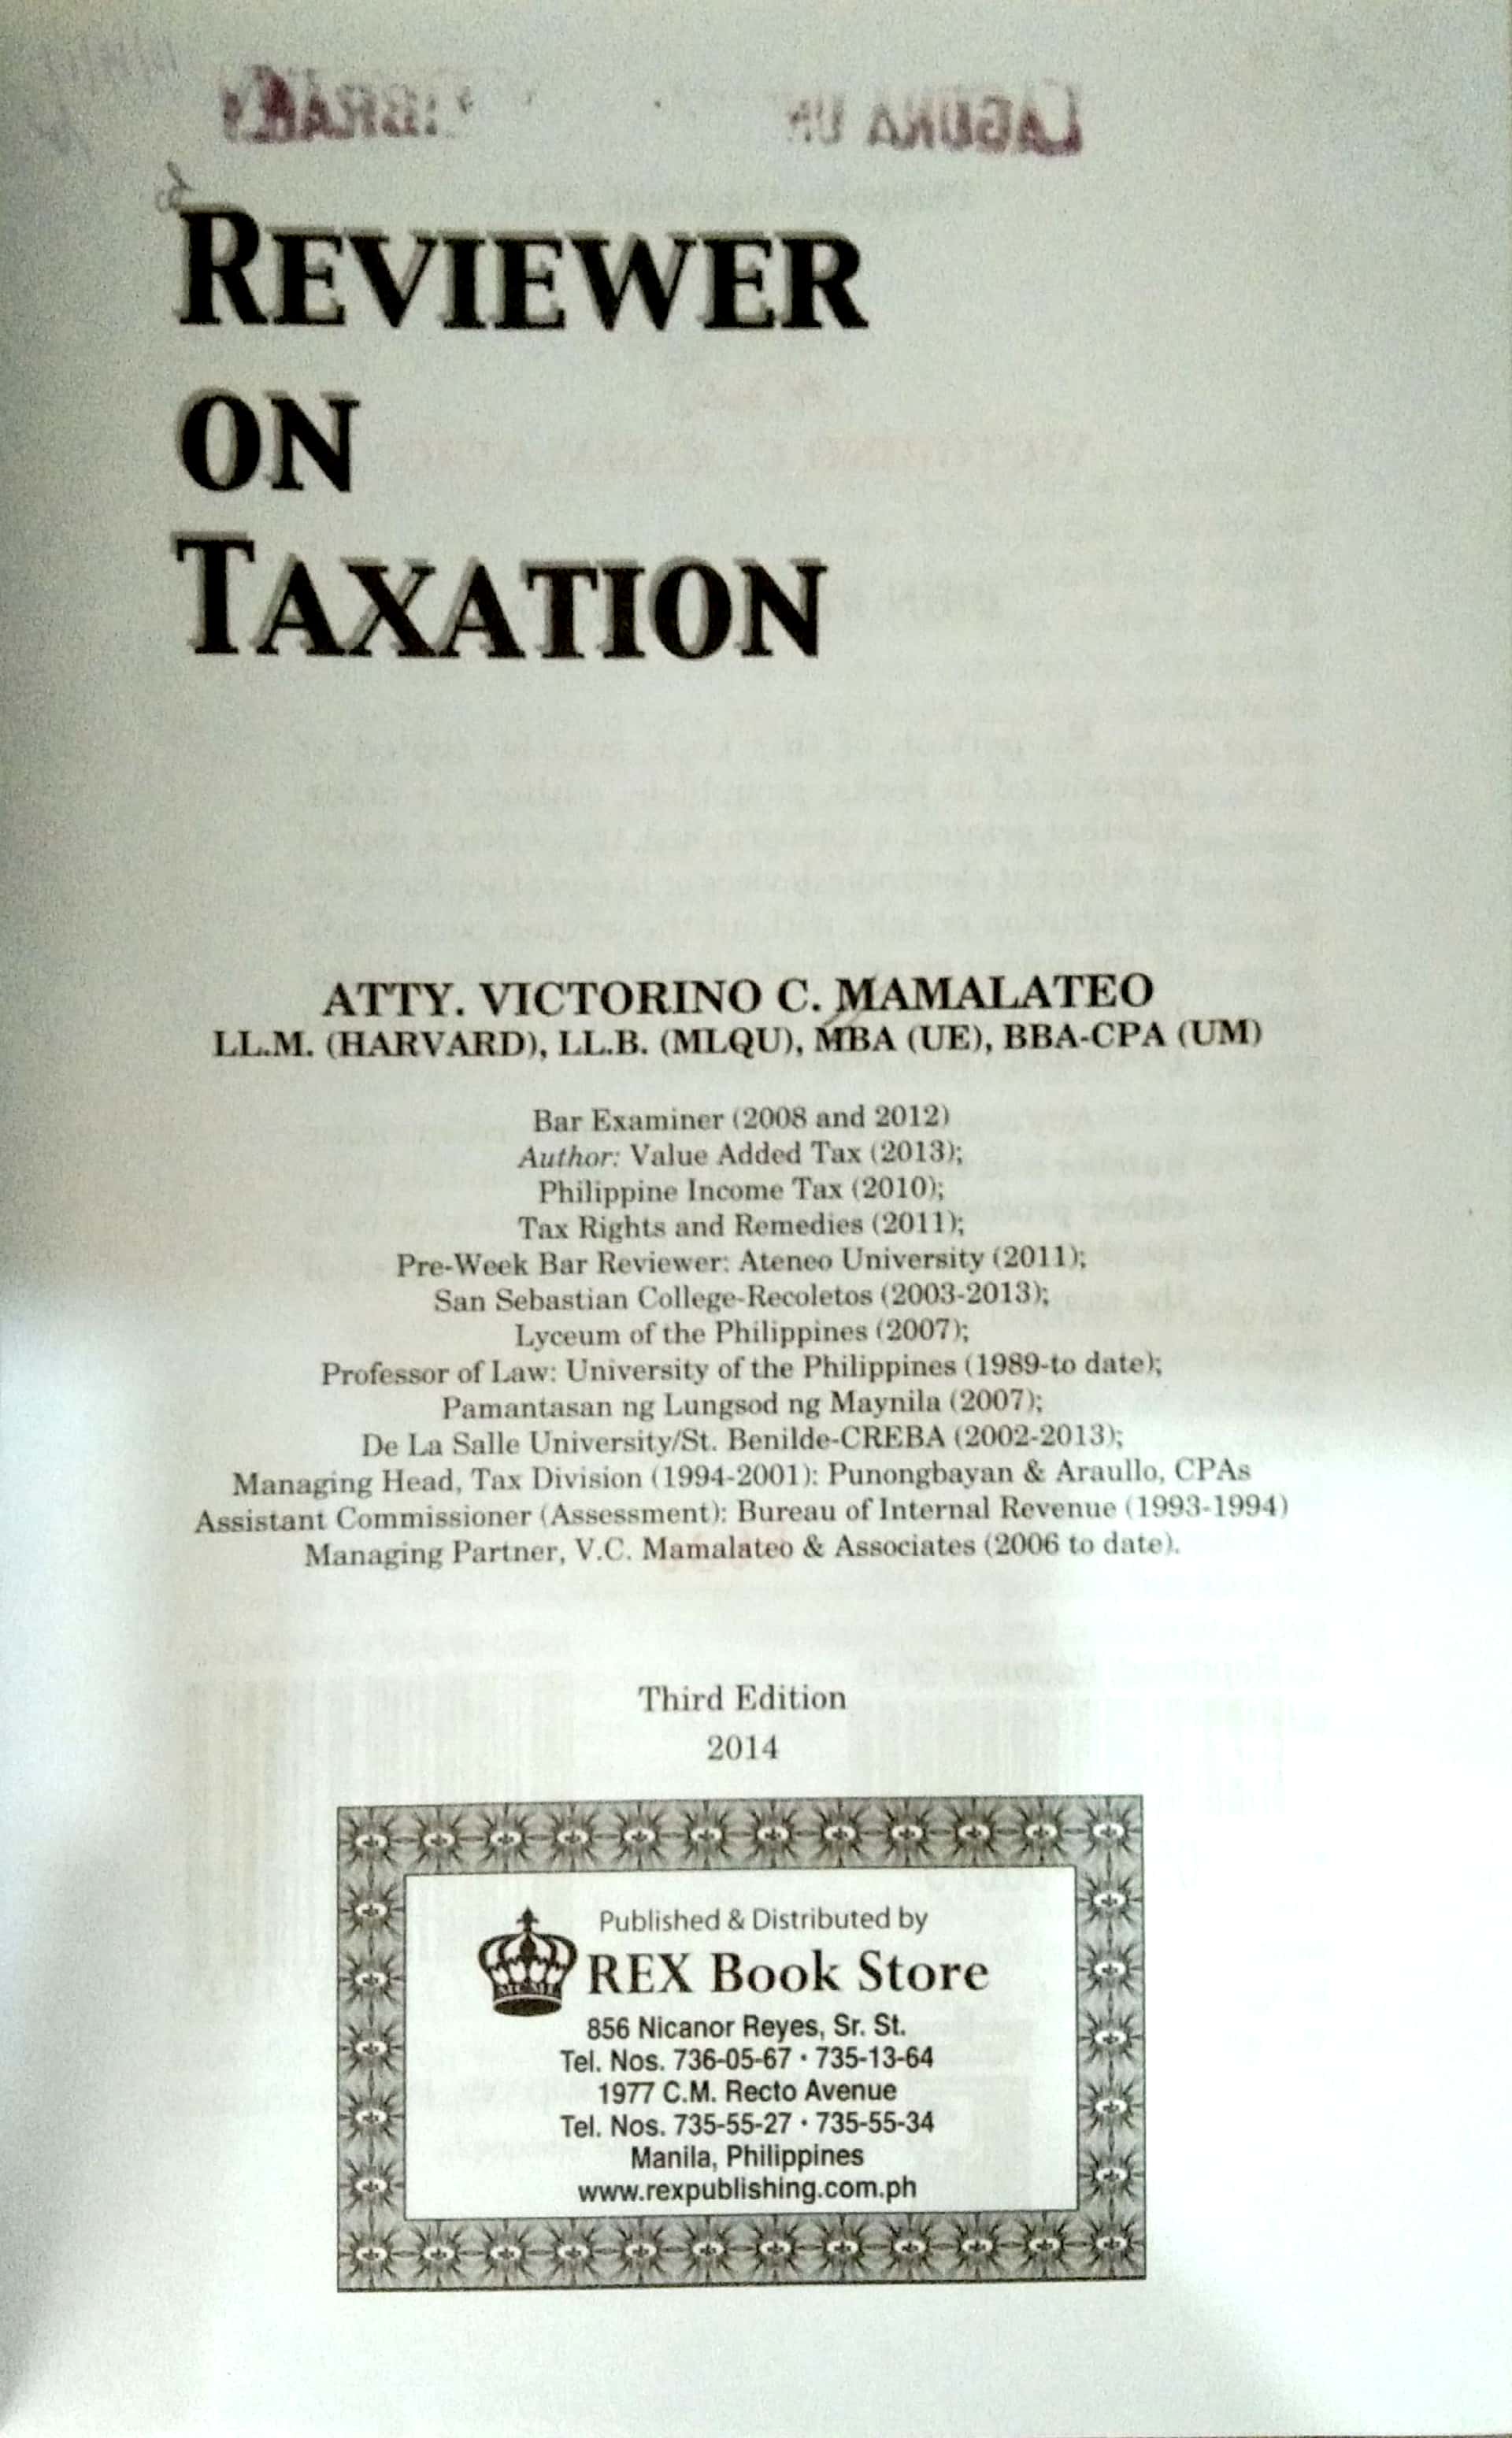 REVIEWER
ON
TAXATION
ATTY. VICTORINO C. MAMALATEO
LL.M. (HARVARD), LL.B. (MLQU), MBA (UE), BBA-CPA (UM)
Bar Examiner (2008 and 2012)
Author: Value Added Tax (2013);
Philippine Income Tax (2010);
Tax Rights and Remedies (2011);
Pre-Week Bar Reviewer: Ateneo University (2011);
San Sebastian College-Recoletos (2003-2013);
Lyceum of the Philippines (2007);
Professor of Law: University of the Philippines (1989-to date);
Pamantasan ng Lungsod ng Maynila (2007);
De La Salle University/St. Benilde-CREBA (2002-2013);
Managing Head, Tax Division (1994-2001): Punongbayan & Araullo, CPAs
Assistant Commissioner (Assessment): Bureau of Internal Revenue (1993-1994)
Managing Partner, V.C. Mamalateo & Associates (2006 to date).
Third Edition
2014
Published & Distributed by
REX Book Store
856 Nicanor Reyes, Sr. St.
Tel. Nos. 736-05-67 • 735-13-64
1977 C.M. Recto Avenue
Tel. Nos. 735-55-27 • 735-55-34
Manila, Philippines
www.rexpublishing.com.ph